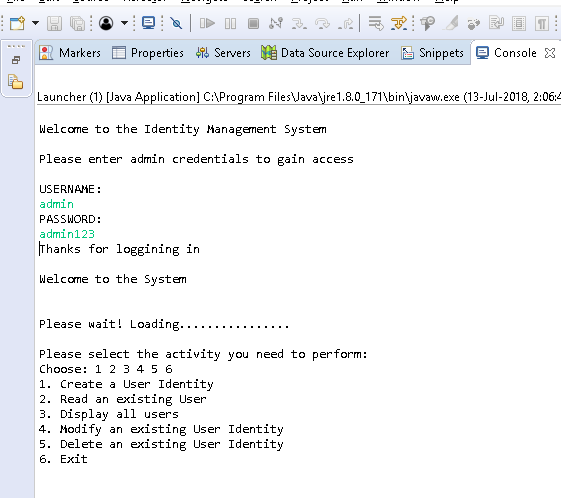 Markers Properties Servers Data Source Explorer Snippets Console
Launcher (1) [Java Application] C:\Program Files\Java\jre1.8.0_171\bin\javaw.exe (13-Jul-2018, 2:06:4
Welcome to the Identity Management System
Please enter admin credentials to gain access
USERNAME:
admin
PASSWORD:
admin123
Thanks for loggining in
Welcome to the System
Please wait! Loading................
Please select the activity you need to perform:
Choose: 1 2 3 4 5 6
1. Create a User Identity
2. Read an existing User
3. Display all users
4. Modify an existing User Identity
5. Delete an existing User Identity
6. Exit